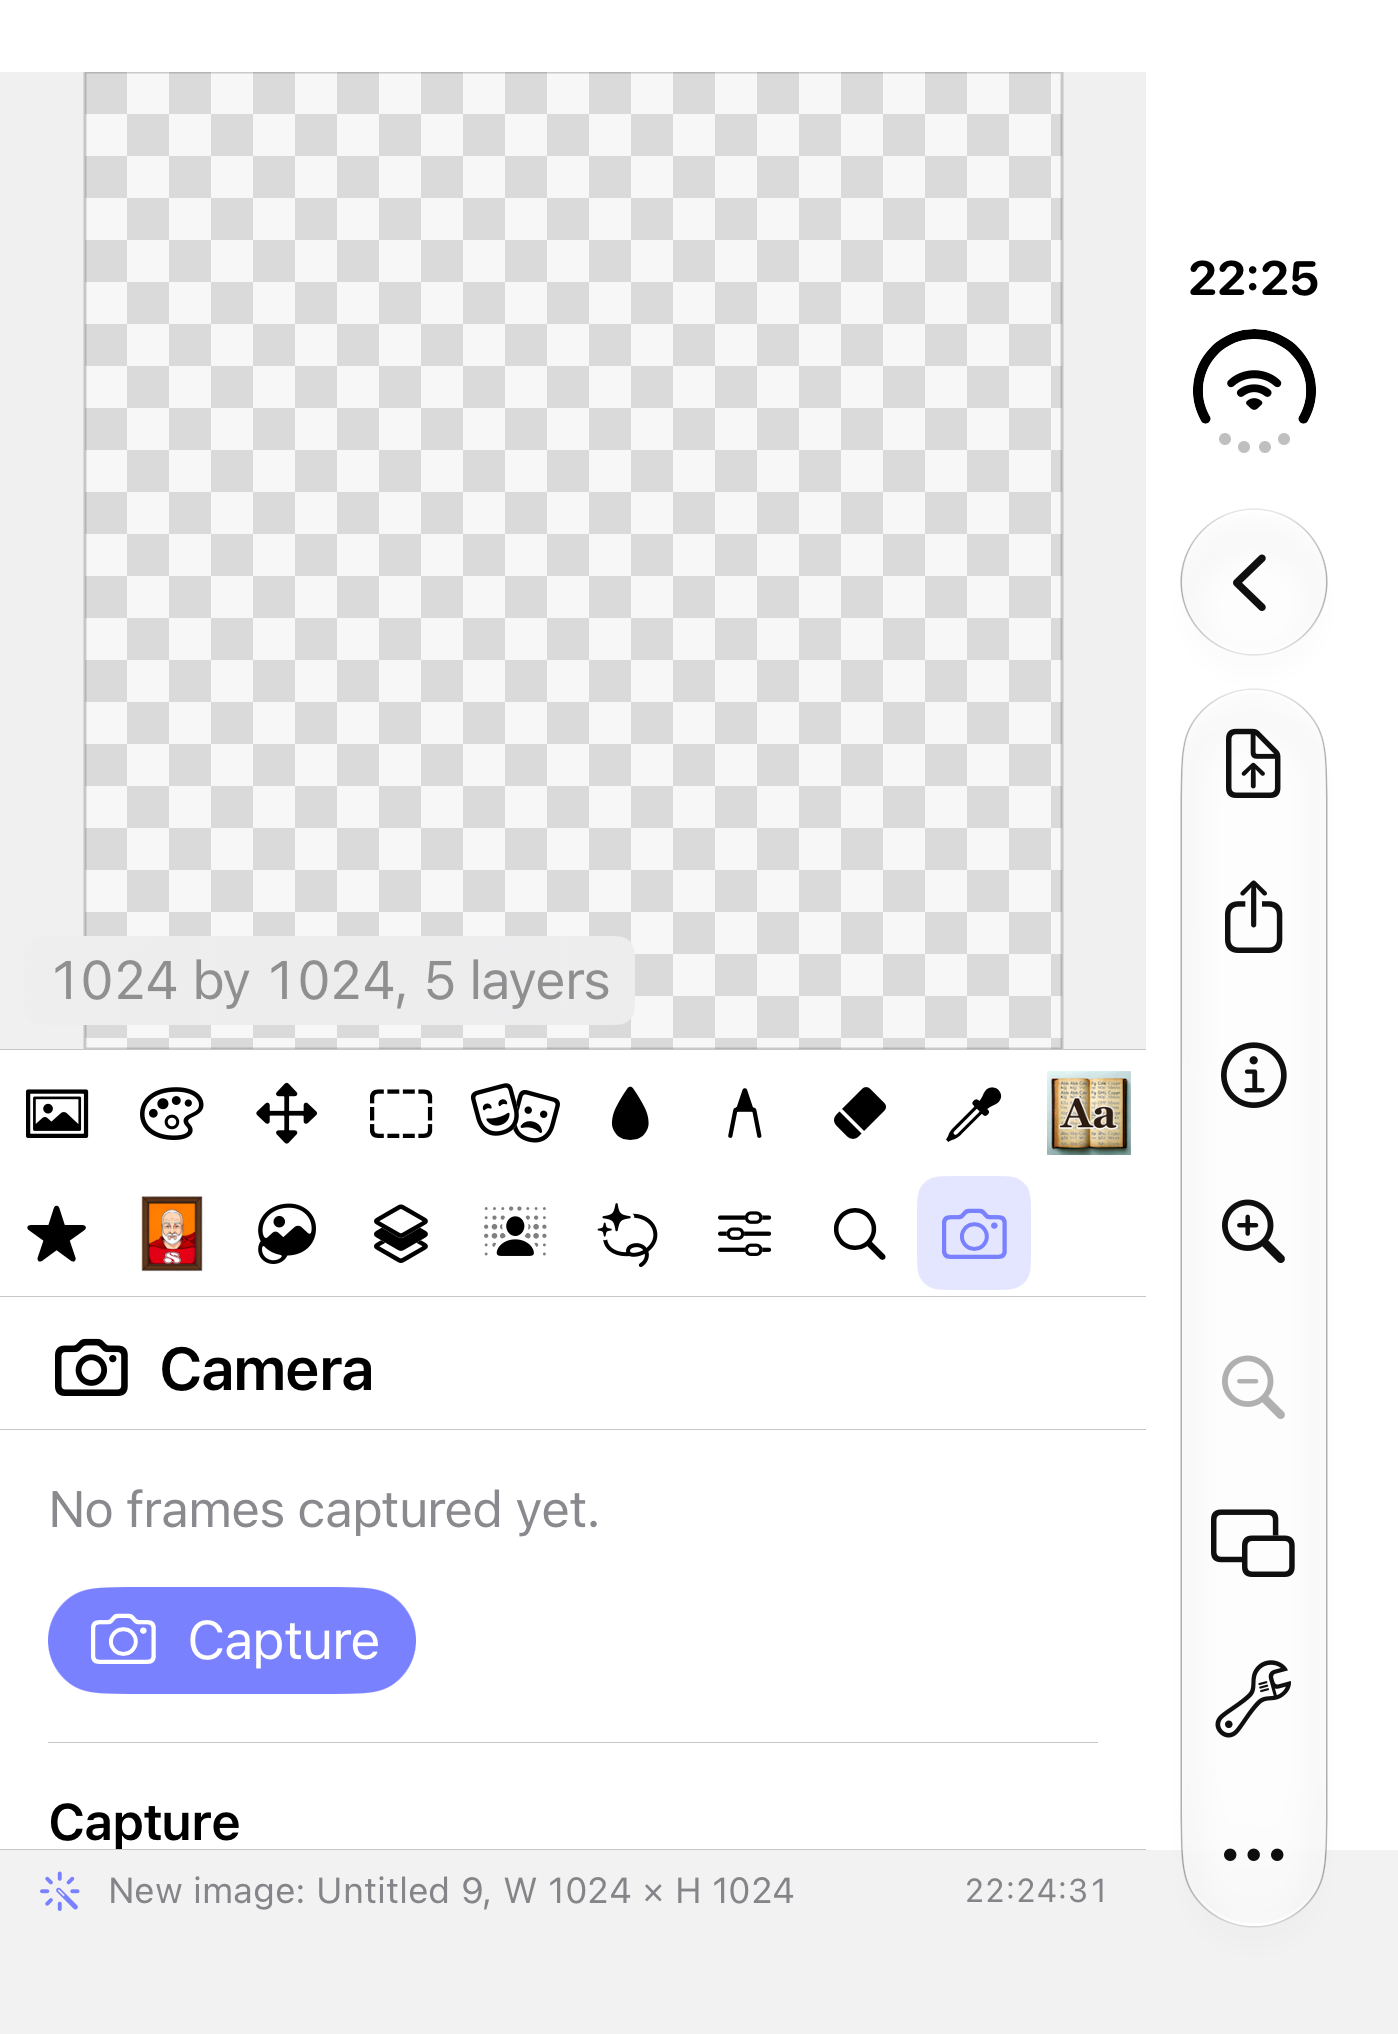 22:25
1024 by 1024, 5 layers
Aa
Camera
No frames captured yet.
Capture
Capture
New image: Untitled 9, W 1024 × H 1024 22:24:31